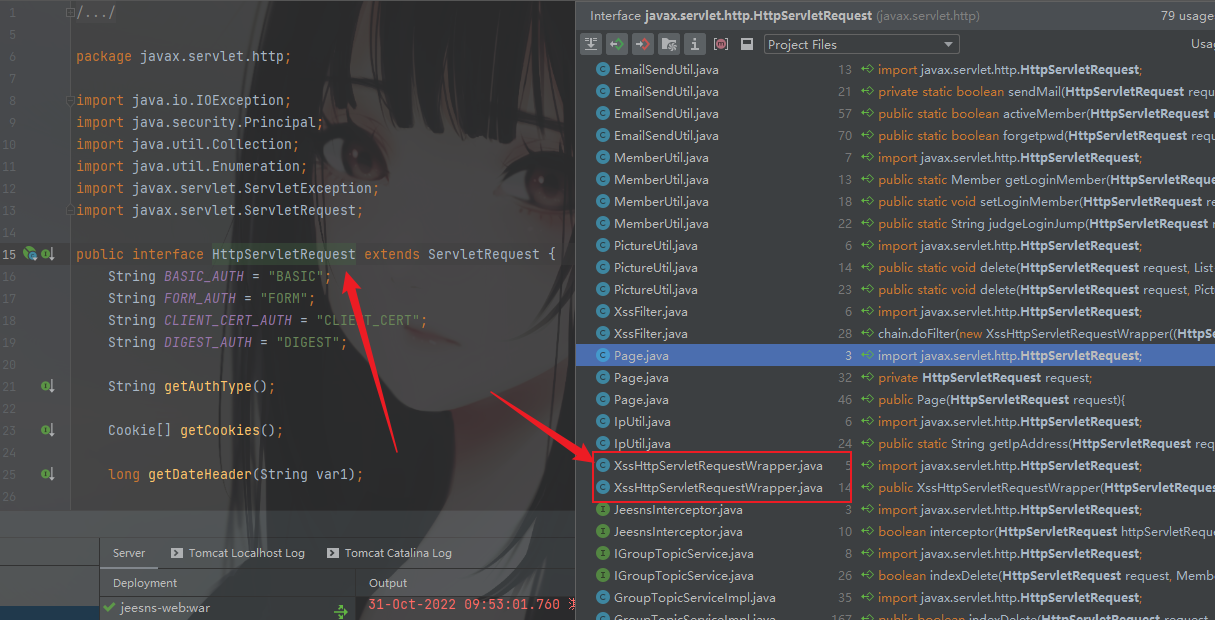 1 /.../
5
6 package javax.servlet.http;
7
8 import java.io.IOException;
9 import java.security.Principal;
10 import java.util.Collection;
11 import java.util.Enumeration;
12 import javax.servlet.ServletException;
13 import javax.servlet.ServletRequest;
14
15 public interface HttpServletRequest extends ServletRequest {
16 String BASIC_AUTH = "BASIC";
17 String FORM_AUTH = "FORM";
18 String CLIENT_CERT_AUTH = "CLIENT_CERT";
19 String DIGEST_AUTH = "DIGEST";
20
21 String getAuthType();
22
23 Cookie[] getCookies();
24
25 long getDateHeader(String var1);
26
Server Tomcat Localhost Log Tomcat Catalina Log
Deployment Output
jeesns-web:war 31-Oct-2022 09:53:01.760
Interface javax.servlet.http.HttpServletRequest (javax.servlet.http) 79 usage
Project Files Usa
EmailSendUtil.java 13 import javax.servlet.http.HttpServletRequest;
EmailSendUtil.java 21 private static boolean sendMail(HttpServletRequest requ
EmailSendUtil.java 57 public static boolean activeMember(HttpServletRequest r
EmailSendUtil.java 70 public static boolean forgetpwd(HttpServletRequest requ
MemberUtil.java 7 import javax.servlet.http.HttpServletRequest;
MemberUtil.java 13 public static Member getLoginMember(HttpServletReque
MemberUtil.java 18 public static void setLoginMember(HttpServletRequest re
MemberUtil.java 22 public static String judgeLoginJump(HttpServletRequest r
PictureUtil.java 6 import javax.servlet.http.HttpServletRequest;
PictureUtil.java 14 public static void delete(HttpServletRequest request, List
PictureUtil.java 23 public static void delete(HttpServletRequest request, Pict
XssFilter.java 6 import javax.servlet.http.HttpServletRequest;
XssFilter.java 28 chain.doFilter(new XssHttpServletRequestWrapper((HttpS
Page.java 3 import javax.servlet.http.HttpServletRequest;
Page.java 32 private HttpServletRequest request;
Page.java 46 public Page(HttpServletRequest request){
IpUtil.java 6 import javax.servlet.http.HttpServletRequest;
IpUtil.java 24 public static String getIpAddress(HttpServletRequest requ
XssHttpServletRequestWrapper.java 5 import javax.servlet.http.HttpServletRequest;
XssHttpServletRequestWrapper.java 14 public XssHttpServletRequestWrapper(HttpServletReques
JeesnsInterceptor.java 3 import javax.servlet.http.HttpServletRequest;
JeesnsInterceptor.java 10 boolean interceptor(HttpServletRequest httpServletReque
IGroupTopicService.java 8 import javax.servlet.http.HttpServletRequest;
IGroupTopicService.java 26 boolean indexDelete(HttpServletRequest request, Memb
GroupTopicServiceImpl.java 35 import javax.servlet.http.HttpServletRequest;
GroupTopicServiceImpl.java 167 public boolean indexDelete(HttpServletRequest request,